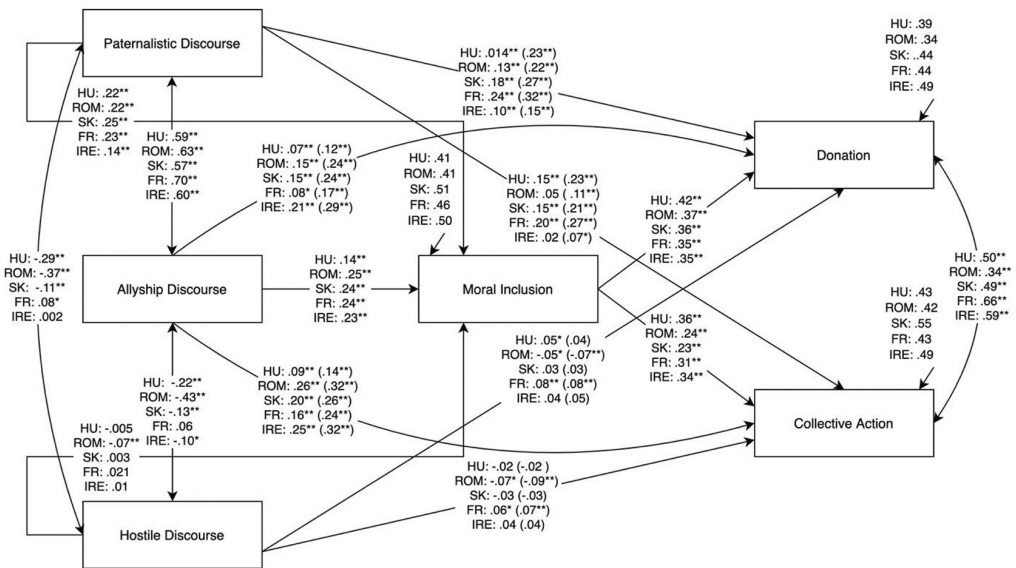 Paternalistic Discourse
HU: .22**
ROM: .22**
SK: .25**
FR: .23**
IRE: .14**
HU: .59**
ROM: .63**
SK: .57**
FR: .70**
IRE: .60**
HU: .014** (.23**)
ROM: .13** (.22**)
SK: .18** (.27**)
FR: .24** (.32**)
IRE: .10** (.15**)
HU: .39
ROM: .34
SK: ..44
FR: .44
IRE: .49
Donation
HU: .07** (.12**)
ROM: .15** (.24**)
SK: .15** (.24**)
FR: .08* (.17**)
IRE: .21** (.29**)
HU: .41
ROM: .41
SK: .51
FR: .46
IRE: .50
HU: .15** (.23**)
ROM: .05 (.11**)
SK: .15** (.21**)
FR: .20** (.27**)
IRE: .02 (.07*)
HU: .42**
ROM: .37**
SK: .36**
FR: .35**
IRE: .35**
HU: -.29**
ROM: -.37**
SK: -.11**
FR: .08*
IRE: .002
Allyship Discourse
HU: .14**
ROM: .25**
SK: .24**
FR: .24**
IRE: .23**
Moral Inclusion
HU: .50**
ROM: .34**
SK: .49**
FR: .66**
IRE: .59**
HU: .43
ROM: .42
SK: .55
FR: .43
IRE: .49
HU: .36**
ROM: .24**
SK: .23**
FR: .31**
IRE: .34**
HU: .05* (.04)
ROM: -.05* (-.07**)
SK: .03 (.03)
FR: .08** (.08**)
IRE: .04 (.05)
HU: .09** (.14**)
ROM: .26** (.32**)
SK: .20** (.26**)
FR: .16** (.24**)
IRE: .25** (.32**)
HU: -.22**
ROM: -.43**
SK: -.13**
FR: .06
IRE: -.10*
Collective Action
HU: -.005
ROM: -.07**
SK: .003
FR: .021
IRE: .01
HU: -.02 (-.02 )
ROM: -.07* (-.09**)
SK: -.03 (-.03)
FR: .06* (.07**)
IRE: .04 (.04)
Hostile Discourse